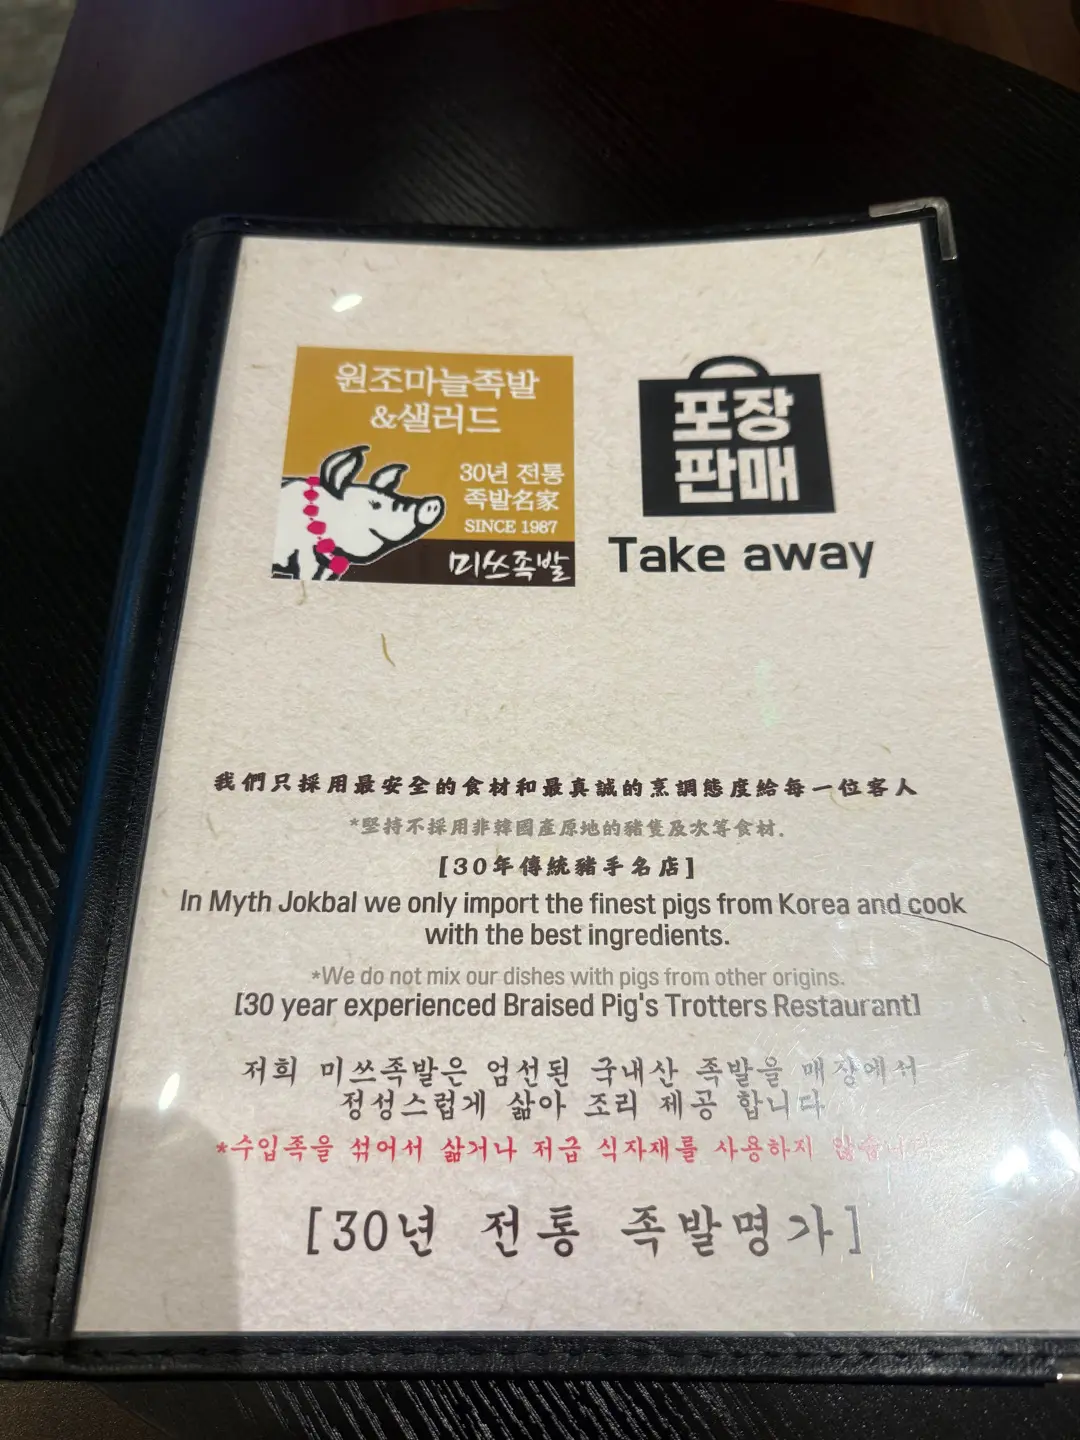 원조마늘족발
&샐러드
30년 전통
족발名家
SINCE 1987
미쓰족발
포장
판매
Take away
我們只採用最安全的食材和最真誠的烹調態度給每一位客人
*堅持不採用非韓國產原地的豬隻及次等食材.
[30年傳統豬手名店]
In Myth Jokbal we only import the finest pigs from Korea and cook
with the best ingredients.
*We do not mix our dishes with pigs from other origins.
[30 year experienced Braised Pig's Trotters Restaurant]
저희 미쓰족발은 엄선된 국내산 족발을 매장에서
정성스럽게 삶아 조리 제공 합니다
*수입족을 섞어서 삶거나 저급 식자재를 사용하지
[30년 전통 족발명가]